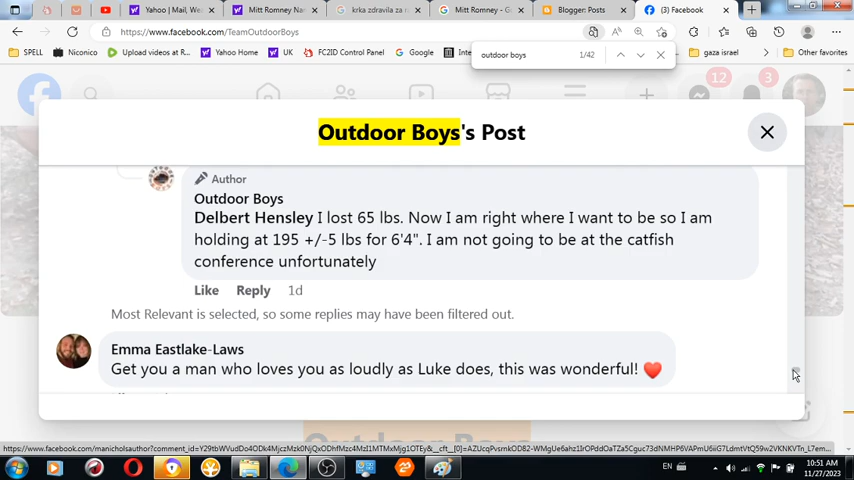 Yahoo | Mail, We
Mitt Romney Na
krka zdravila za
Mitt Romney - G
Blogger: Posts
(3) Facebook
https://www.facebook.com/TeamOutdoorBoys
SPELL
Niconico
Upload videos at R...
Yahoo Home
UK
FC2ID Control Panel
Google
gaza israel
Other favorites
outdoor boys
1/42
12
3
Outdoor Boys's Post
Author
Outdoor Boys
Delbert Hensley I lost 65 lbs. Now I am right where I want to be so I am
holding at 195 +/-5 lbs for 6'4". I am not going to be at the catfish
conference unfortunately
Like Reply 1d
Most Relevant is selected, so some replies may have been filtered out.
Emma Eastlake-Laws
Get you a man who loves you as loudly as Luke does, this was wonderful! ❤️
Outdoor Boys
EN
10:51 AM
11/27/2023